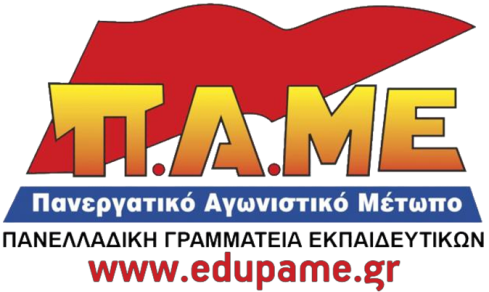 Π.Α.ΜΕ
Πανεργατικό Αγωνιστικό Μέτωπο
ΠΑΝΕΛΛΑΔΙΚΗ ΓΡΑΜΜΑΤΕΙΑ ΕΚΠΑΙΔΕΥΤΙΚΩΝ
www.edupame.gr